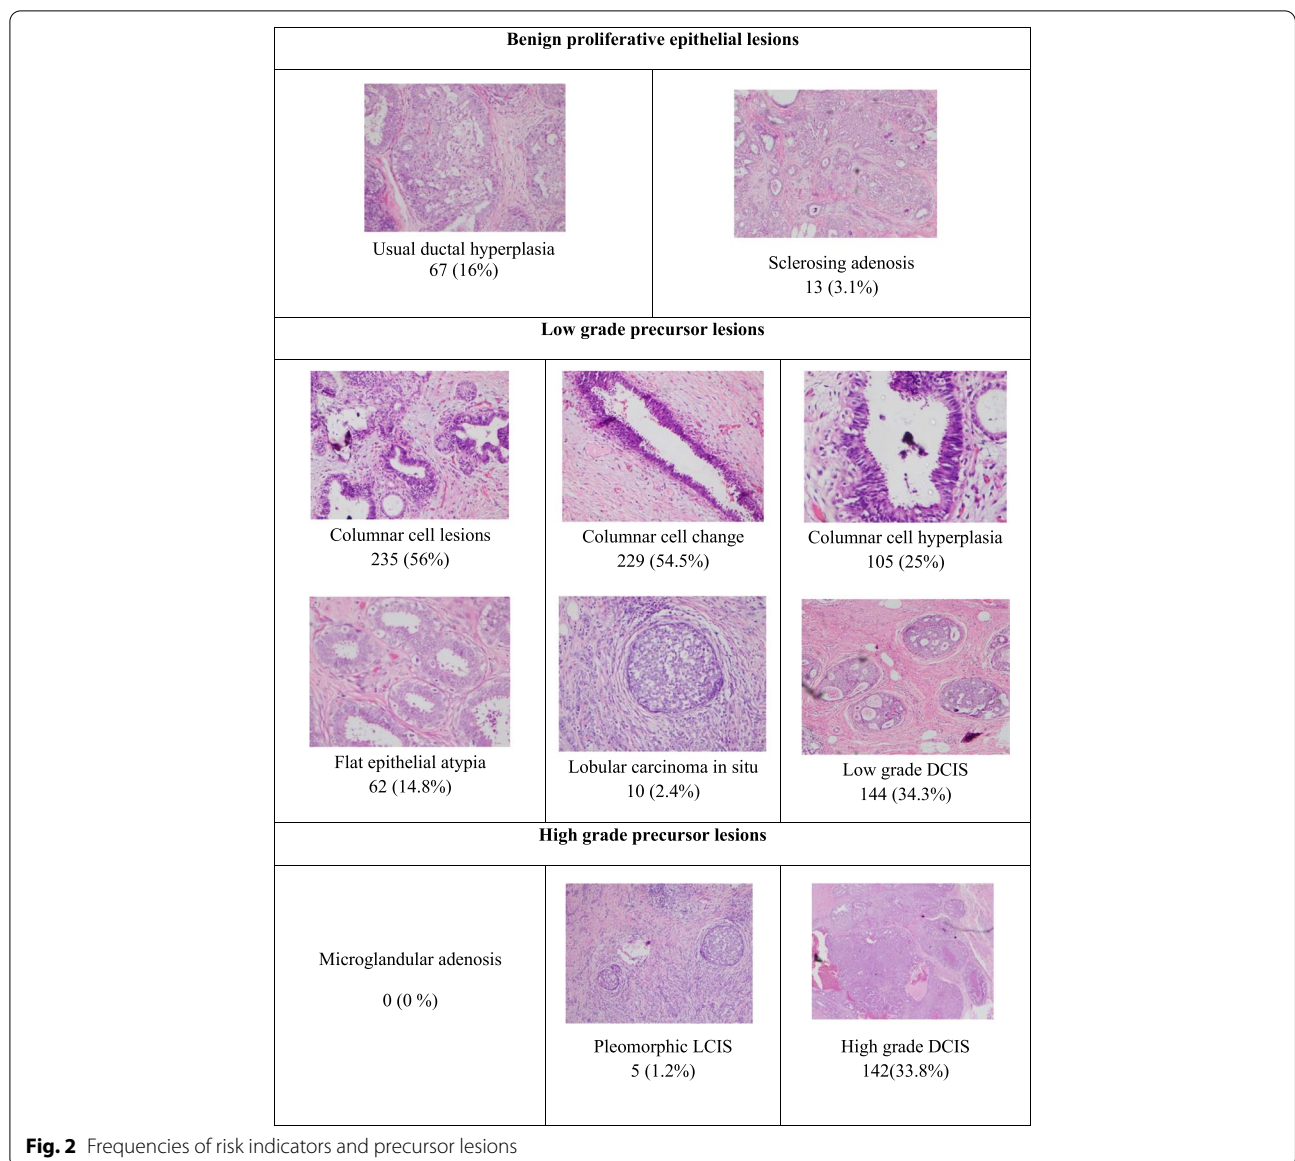 Benign proliferative epithelial lesions
Usual ductal hyperplasia
67 (16%)
Sclerosing adenosis
13 (3.1%)
Low grade precursor lesions
Columnar cell lesions
235 (56%)
Columnar cell change
229 (54.5%)
Columnar cell hyperplasia
105 (25%)
Flat epithelial atypia
62 (14.8%)
Lobular carcinoma in situ
10 (2.4%)
Low grade DCIS
144 (34.3%)
High grade precursor lesions
Microglandular adenosis
0 (0 %)
Pleomorphic LCIS
5 (1.2%)
High grade DCIS
142(33.8%)
Fig. 2 Frequencies of risk indicators and precursor lesions